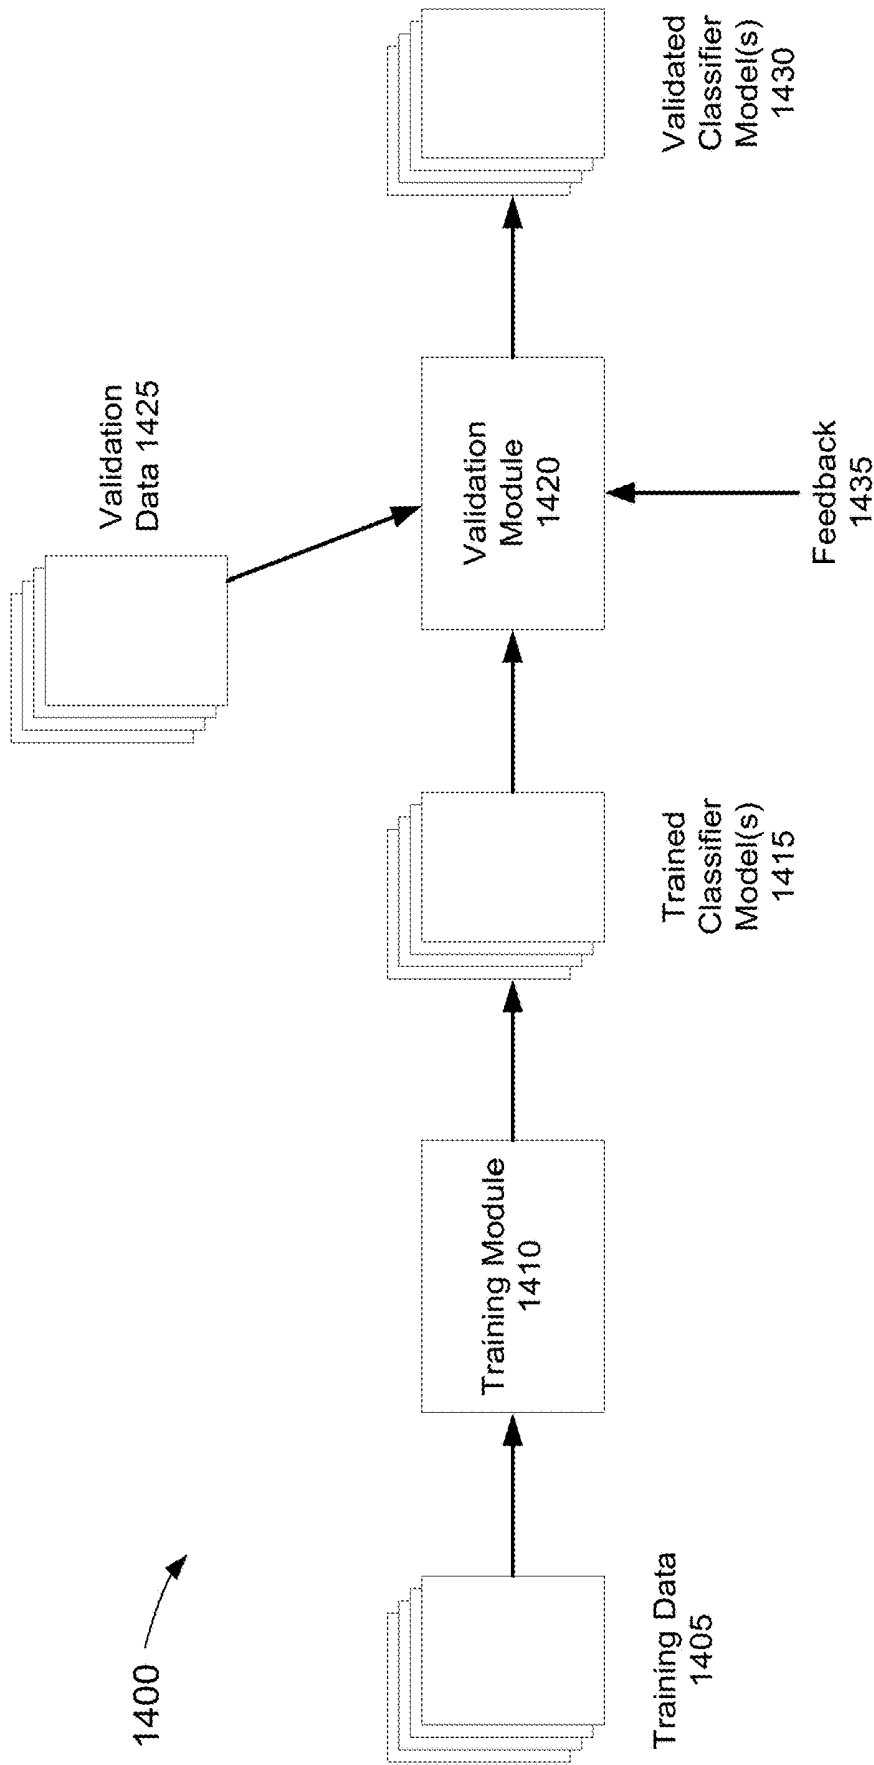 1400
Training Data
1405
Training Module
1410
Trained
Classifier
Model(s)
1415
Validation
Data 1425
Validation
Module
1420
Feedback
1435
Validated
Classifier
Model(s)
1430